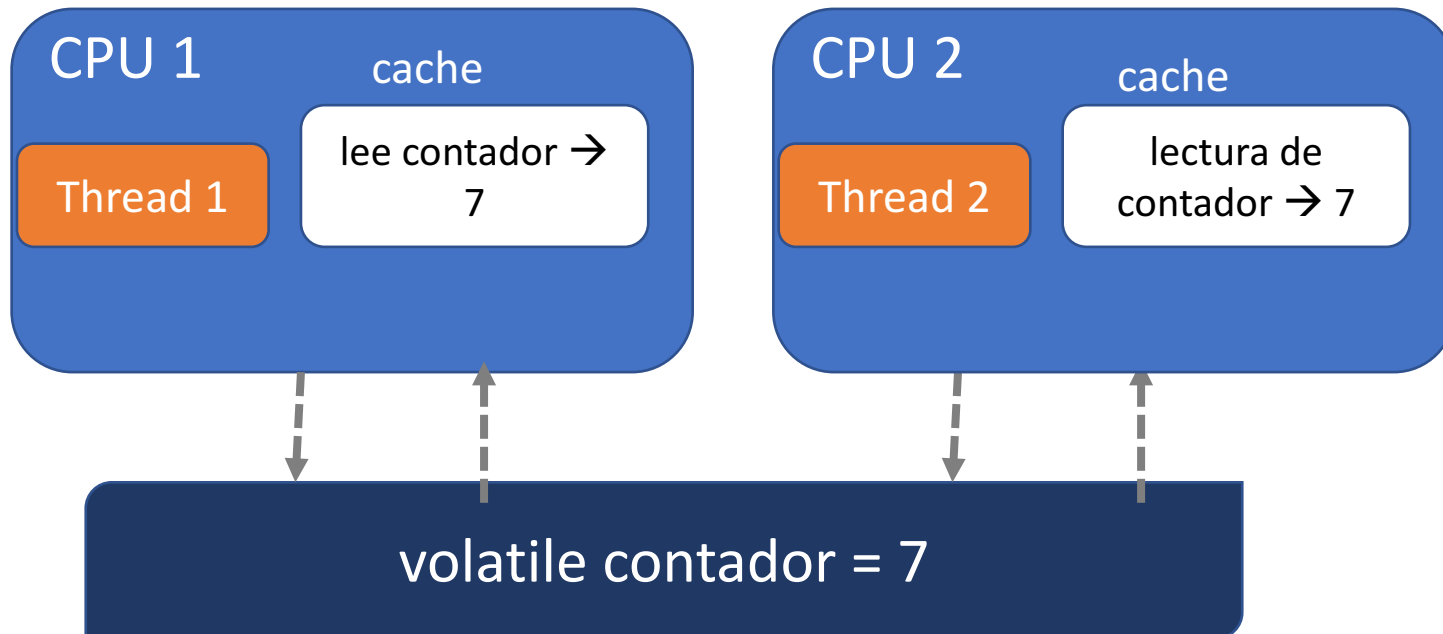 CPU 1
cache
Thread 1
lee contador →
7
CPU 2
cache
Thread 2
lectura de
contador → 7
volatile contador = 7